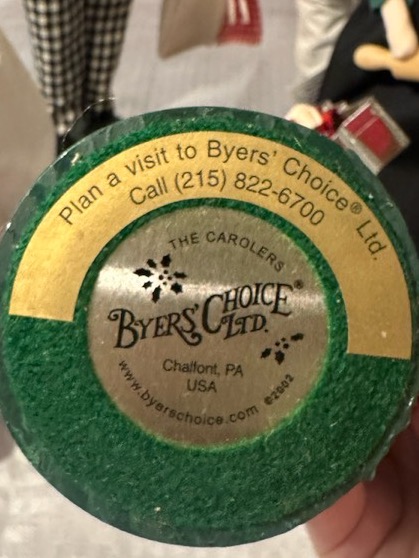 Plan a visit to Byers' Choice® Ltd.
Call (215) 822-6700
THE CAROLERS
BYERS' CHOICE®
LTD.
Chalfont, PA
USA
www.byerschoice.com ©2002